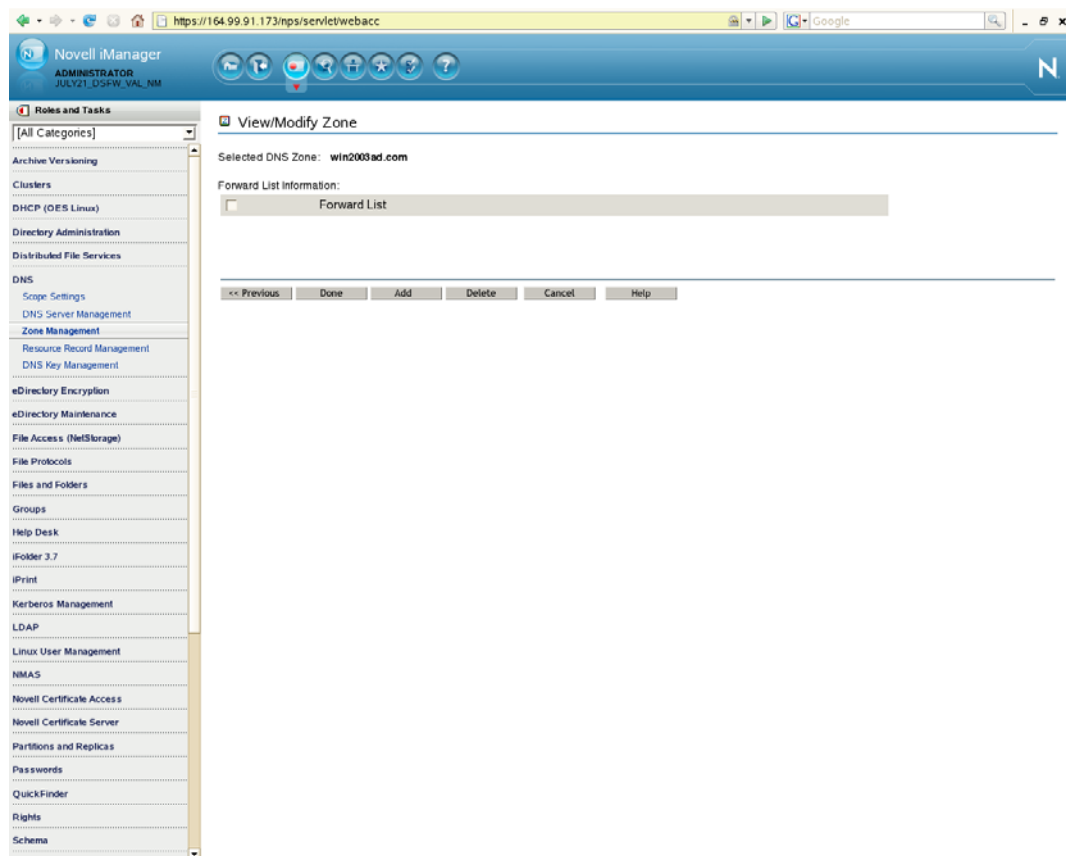 https://164.99.91.173/nps/servlet/webacc
G Google
Novell iManager
ADMINISTRATOR
JULY21_DSFW_VAL_NM
N
Roles and Tasks
[All Categories]
Archive Versioning
Clusters
DHCP (OES Linux)
Directory Administration
Distributed File Services
DNS
Scope Settings
DNS Server Management
Zone Management
Resource Record Management
DNS Key Management
eDirectory Encryption
eDirectory Maintenance
File Access (NetStorage)
File Protocols
Files and Folders
Groups
Help Desk
iFolder 3.7
iPrint
Kerberos Management
LDAP
Linux User Management
NMAS
Novell Certificate Access
Novell Certificate Server
Partitions and Replicas
Passwords
QuickFinder
Rights
Schema
View/Modify Zone
Selected DNS Zone: win2003ad.com
Forward List Information:
Forward List
<< Previous Done Add Delete Cancel Help